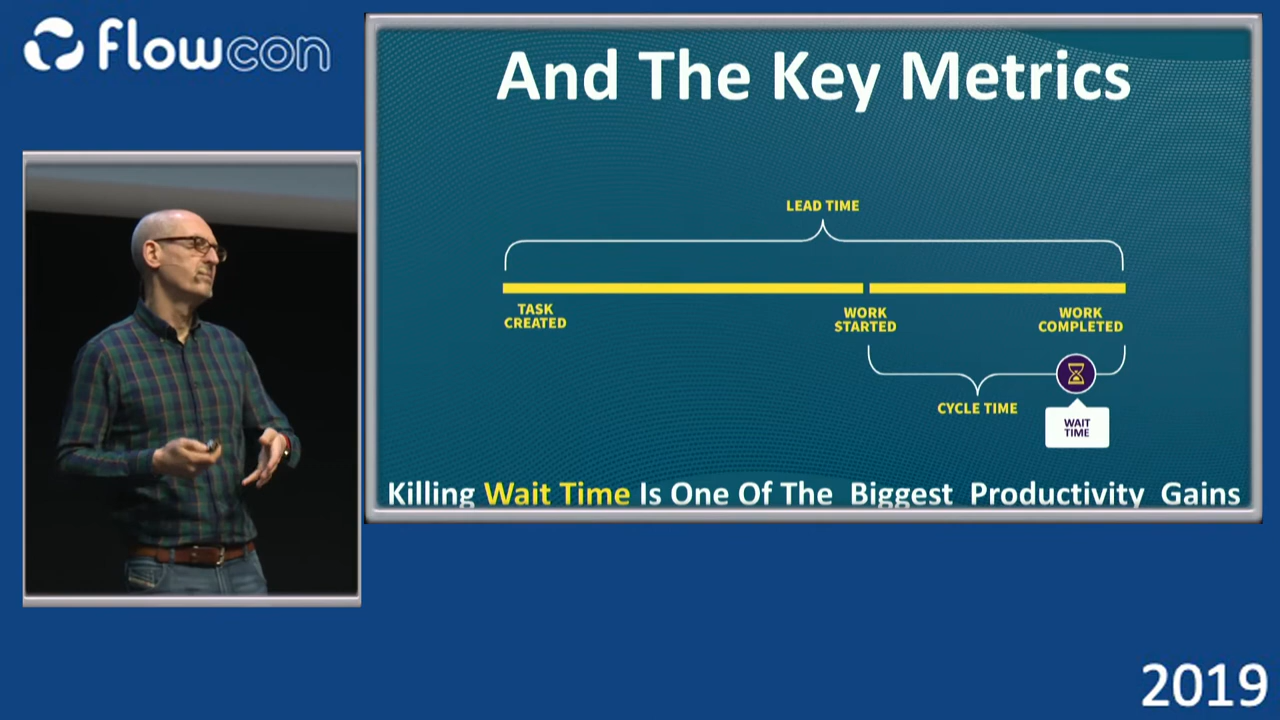 flowcon
And The Key Metrics
LEAD TIME
TASK
CREATED
WORK
STARTED
WORK
COMPLETED
CYCLE TIME
WAIT
TIME
Killing Wait Time Is One Of The Biggest Productivity Gains
2019